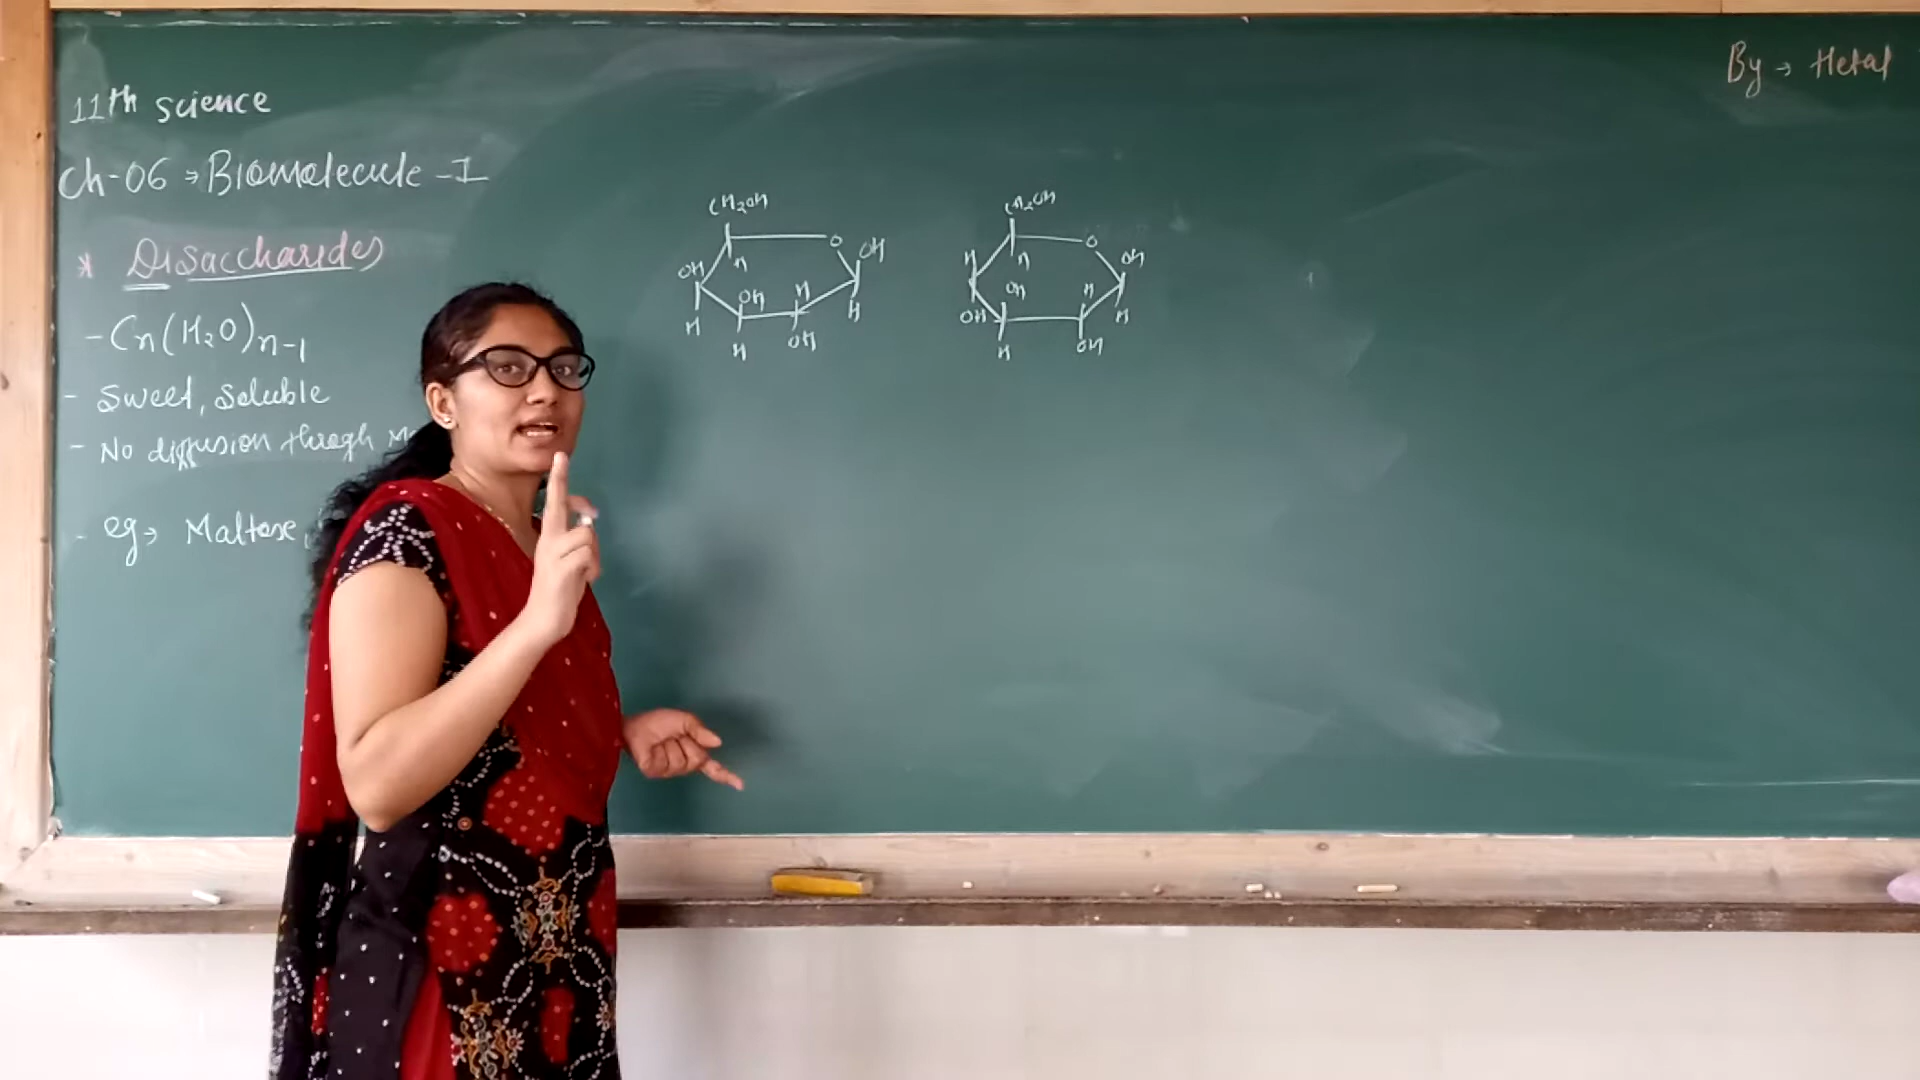 By → Hetal
11th science
Ch-06 ⇒ Biomolecule - I
* Disaccharides
- Cn(H₂O)n-1
- sweet, soluble
- No diffusion through M
- eg → Maltose,
CH₂OH
O
OH
OH
H
OH
H
H
H
H
OH
CH₂OH
O
H
H
OH
OH
H
OH
H
H
OH